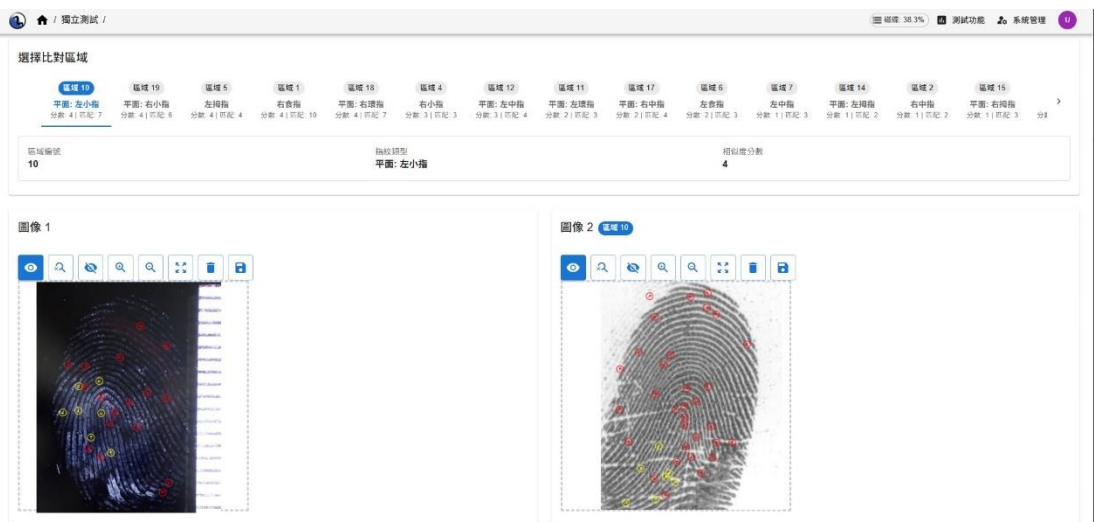 / 獨立測試 /
磁碟: 38.3%
測試功能
系統管理
U
選擇比對區域
區域 10
平面: 左小指
分數: 4 | 匹配: 7
區域 19
平面: 右小指
分數: 4 | 匹配: 6
區域 5
左拇指
分數: 4 | 匹配: 4
區域 1
右食指
分數: 4 | 匹配: 10
區域 18
平面: 右環指
分數: 4 | 匹配: 7
區域 4
右小指
分數: 3 | 匹配: 3
區域 12
平面: 左中指
分數: 3 | 匹配: 4
區域 11
平面: 左環指
分數: 2 | 匹配: 3
區域 17
平面: 右中指
分數: 2 | 匹配: 4
區域 6
左食指
分數: 2 | 匹配: 3
區域 7
左中指
分數: 1 | 匹配: 3
區域 14
平面: 左拇指
分數: 1 | 匹配: 2
區域 2
右中指
分數: 1 | 匹配: 2
區域 15
平面: 右拇指
分數: 1 | 匹配: 3
區域編號
10
指紋類型
平面: 左小指
相似度分數
4
圖像 1
圖像 2 區域 10